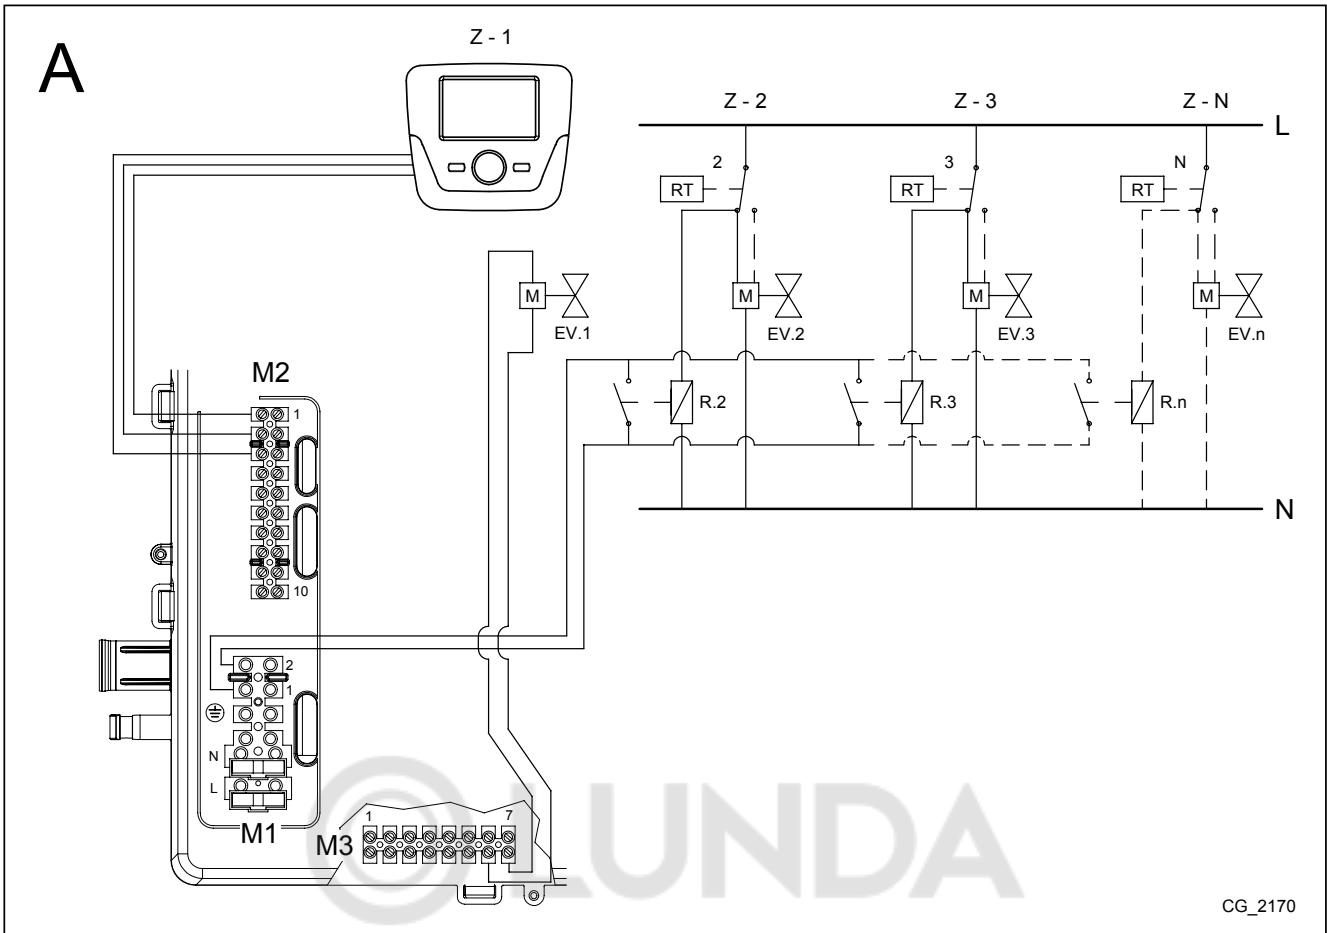 A
Z - 1
Z - 2
Z - 3
Z - N
L
2
3
N
RT
RT
RT
M
M
M
M
EV.1
EV.2
EV.3
EV.n
R.2
R.3
R.n
M2
1
10
N
2
1
N
L
M1
M3
1
7
LUNDA
CG_2170